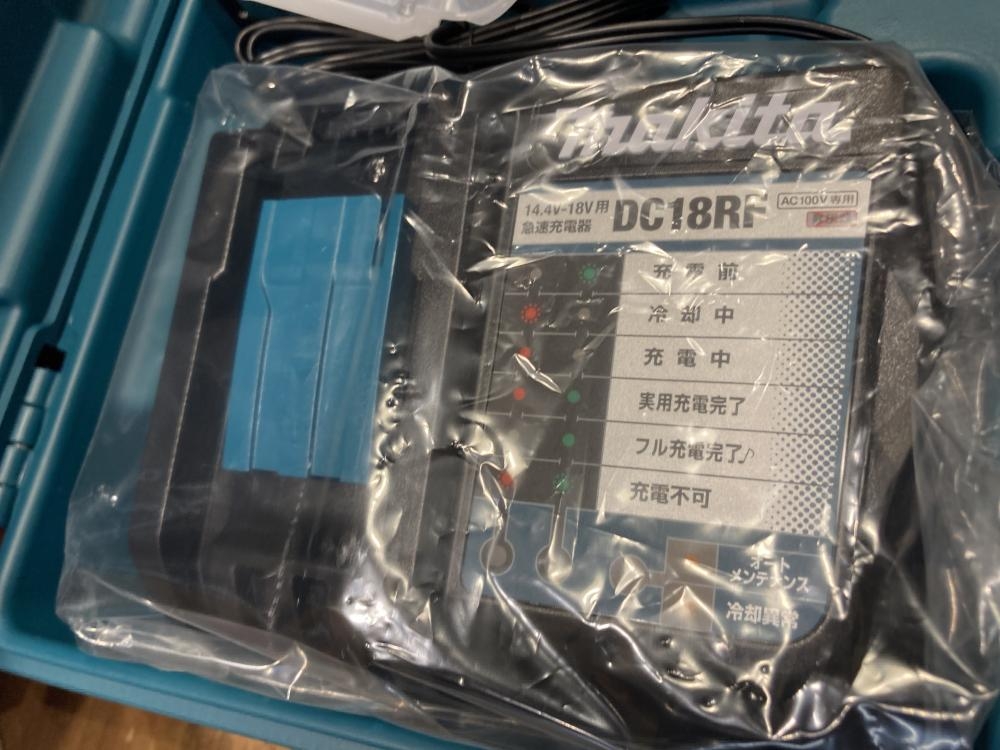 makita
14.4V-18V用
急速充電器
DC18RF
AC100V専用
充電前
冷却中
充電中
実用充電完了
フル充電完了♪
充電不可
オート
メンテナンス
冷却異常